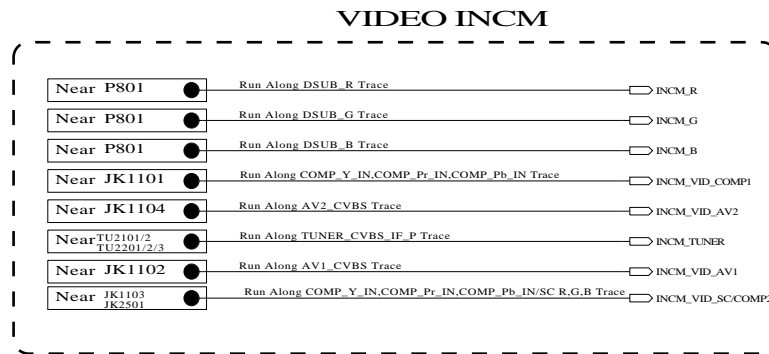 VIDEO INCM
Near P801 Run Along DSUB_R Trace INCM_R
Near P801 Run Along DSUB_G Trace INCM_G
Near P801 Run Along DSUB_B Trace INCM_B
Near JK1101 Run Along COMP_Y_IN,COMP_Pr_IN,COMP_Pb_IN Trace INCM_VID_COMP1
Near JK1104 Run Along AV2_CVBS Trace INCM_VID_AV2
Near TU2101/2 Run Along TUNER_CVBS_IF_P Trace INCM_TUNER
TU2201/2/3
Near JK1102 Run Along AV1_CVBS Trace INCM_VID_AV1
Near JK1103 Run Along COMP_Y_IN,COMP_Pr_IN,COMP_Pb_IN/SC R,G,B Trace INCM_VID_SC/COMP2
JK2501